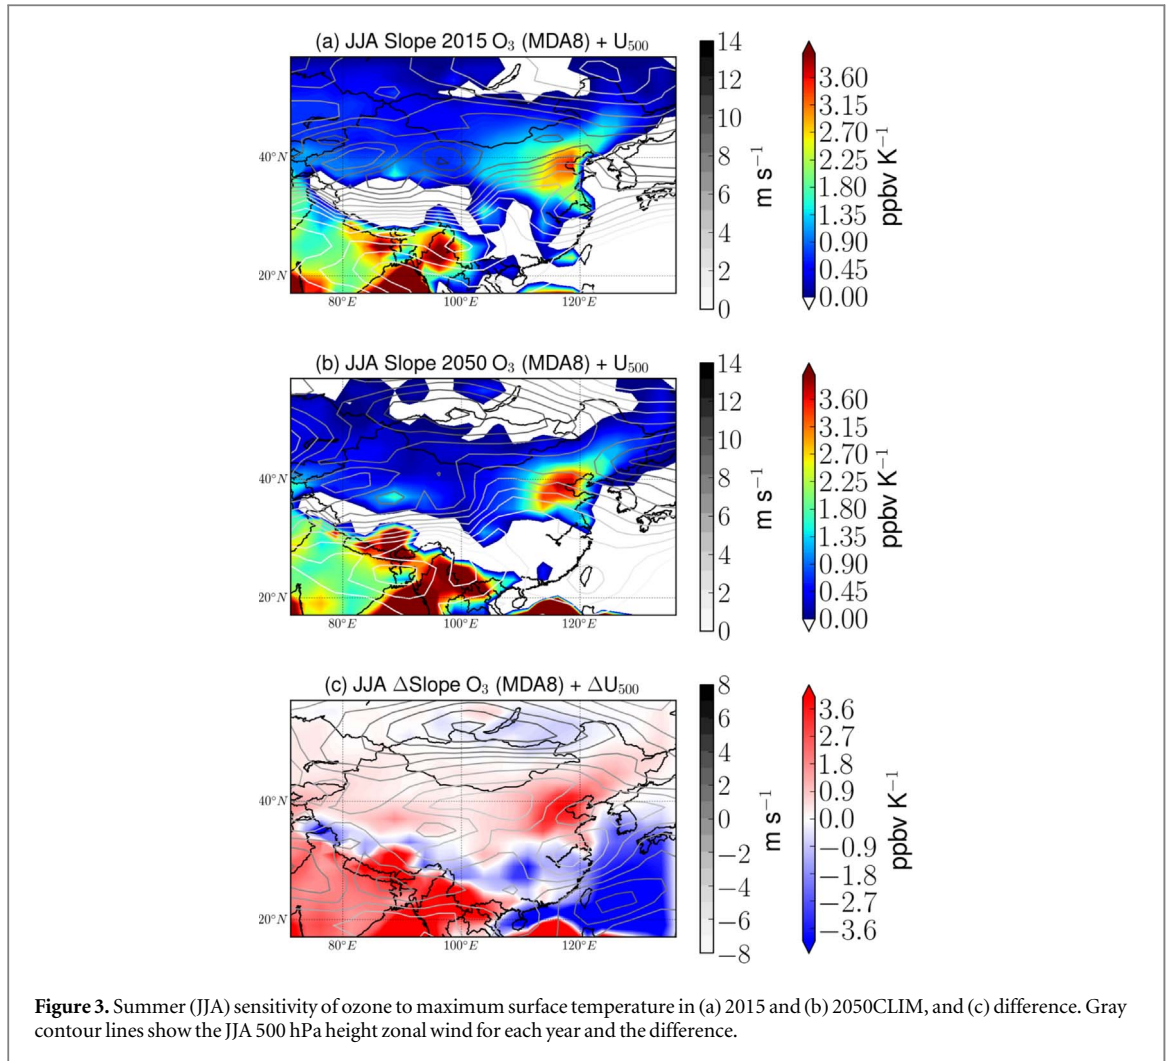 (a) JJA Slope 2015 O₃ (MDA8) + U₅₀₀
40°N
20°N
80°E 100°E 120°E
14
12
10
8
6
4
2
0
m s⁻¹
3.60
3.15
2.70
2.25
1.80
1.35
0.90
0.45
0.00
ppbv K⁻¹
(b) JJA Slope 2050 O₃ (MDA8) + U₅₀₀
40°N
20°N
80°E 100°E 120°E
14
12
10
8
6
4
2
0
m s⁻¹
3.60
3.15
2.70
2.25
1.80
1.35
0.90
0.45
0.00
ppbv K⁻¹
(c) JJA ΔSlope O₃ (MDA8) + ΔU₅₀₀
40°N
20°N
80°E 100°E 120°E
8
6
4
2
0
−2
−4
−6
−8
m s⁻¹
3.6
2.7
1.8
0.9
0.0
−0.9
−1.8
−2.7
−3.6
ppbv K⁻¹
Figure 3. Summer (JJA) sensitivity of ozone to maximum surface temperature in (a) 2015 and (b) 2050CLIM, and (c) difference. Gray
contour lines show the JJA 500 hPa height zonal wind for each year and the difference.